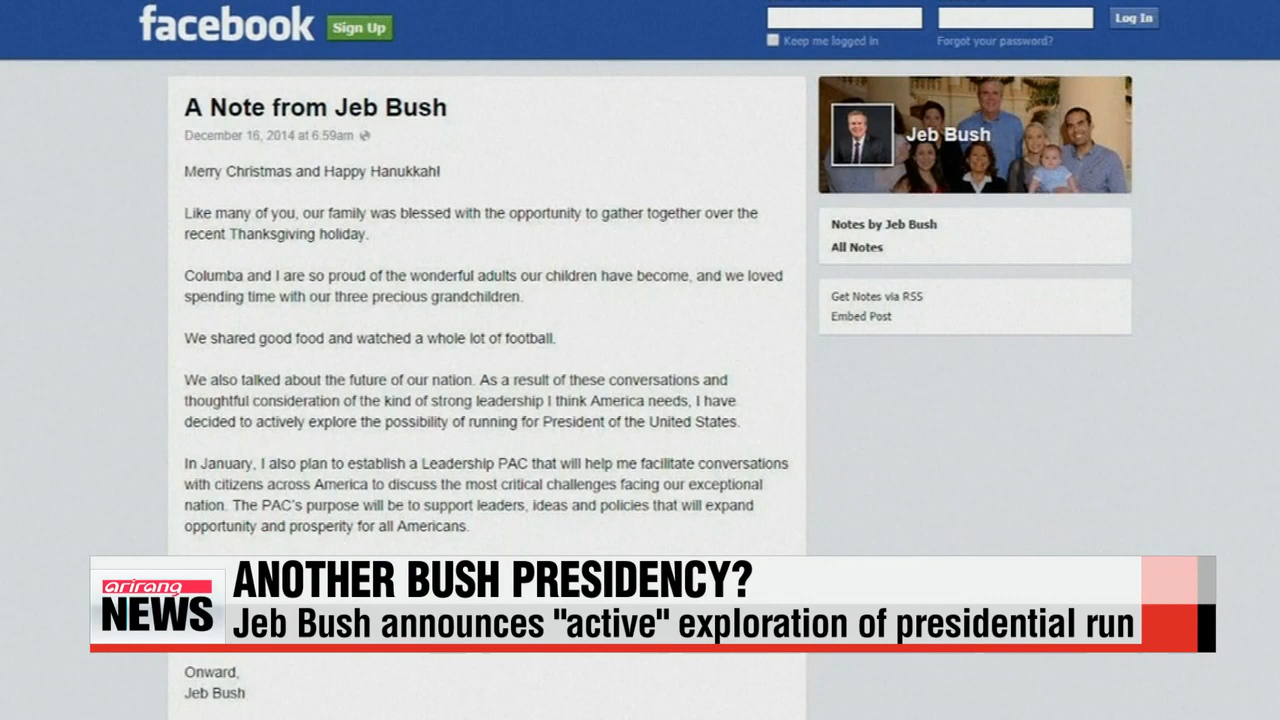 facebook
Sign Up
Log In
Keep me logged in
Forgot your password?
A Note from Jeb Bush
December 16, 2014 at 6:59am
Merry Christmas and Happy Hanukkah!
Like many of you, our family was blessed with the opportunity to gather together over the
recent Thanksgiving holiday.
Columba and I are so proud of the wonderful adults our children have become, and we loved
spending time with our three precious grandchildren.
We shared good food and watched a whole lot of football.
We also talked about the future of our nation. As a result of these conversations and
thoughtful consideration of the kind of strong leadership I think America needs, I have
decided to actively explore the possibility of running for President of the United States.
In January, I also plan to establish a Leadership PAC that will help me facilitate conversations
with citizens across America to discuss the most critical challenges facing our exceptional
nation. The PAC's purpose will be to support leaders, ideas and policies that will expand
opportunity and prosperity for all Americans.
Jeb Bush
Notes by Jeb Bush
All Notes
Get Notes via RSS
Embed Post
arirang
NEWS
ANOTHER BUSH PRESIDENCY?
Jeb Bush announces "active" exploration of presidential run
Onward,
Jeb Bush